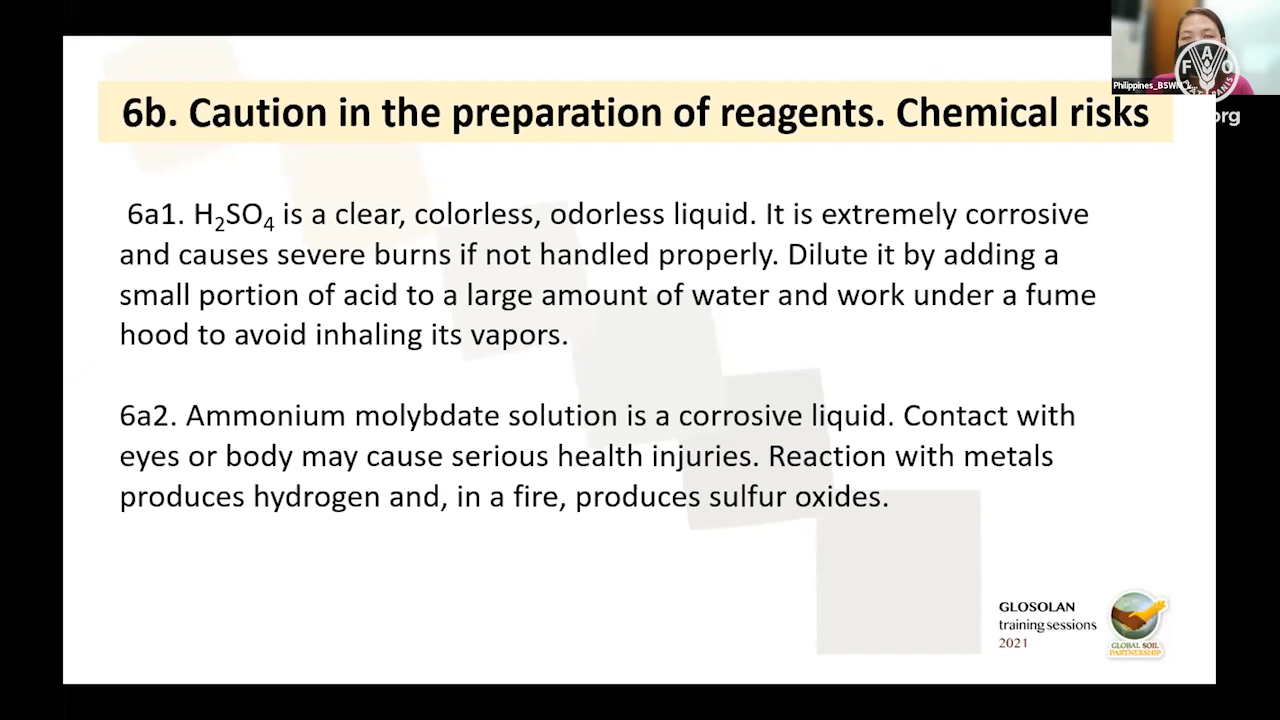 6b. Caution in the preparation of reagents. Chemical risks
6a1. H₂SO₄ is a clear, colorless, odorless liquid. It is extremely corrosive
and causes severe burns if not handled properly. Dilute it by adding a
small portion of acid to a large amount of water and work under a fume
hood to avoid inhaling its vapors.
6a2. Ammonium molybdate solution is a corrosive liquid. Contact with
eyes or body may cause serious health injuries. Reaction with metals
produces hydrogen and, in a fire, produces sulfur oxides.
GLOSOLAN
training sessions
2021
GLOBAL SOIL
PARTNERSHIP
FAO